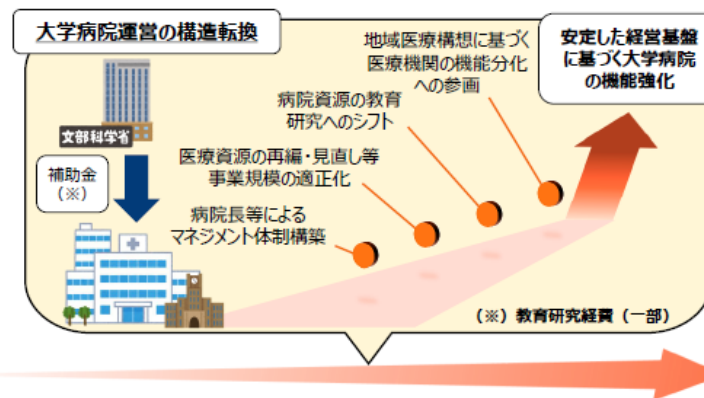 大学病院運営の構造転換
文部科学省
補助金
（※）
病院長等による
マネジメント体制構築
医療資源の再編・見直し等
事業規模の適正化
病院資源の教育
研究へのシフト
地域医療構想に基づく
医療機関の機能分化
への参画
安定した経営基盤
に基づく大学病院
の機能強化
（※）教育研究経費（一部）